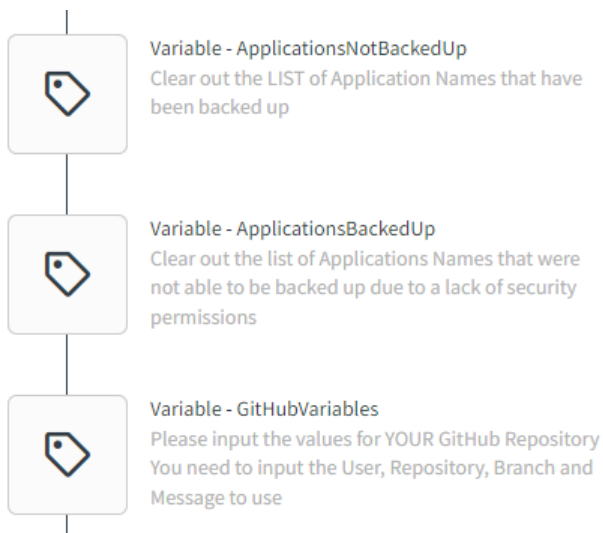 Variable - ApplicationsNotBackedUp
Clear out the LIST of Application Names that have
been backed up
Variable - ApplicationsBackedUp
Clear out the list of Applications Names that were
not able to be backed up due to a lack of security
permissions
Variable - GitHubVariables
Please input the values for YOUR GitHub Repository
You need to input the User, Repository, Branch and
Message to use